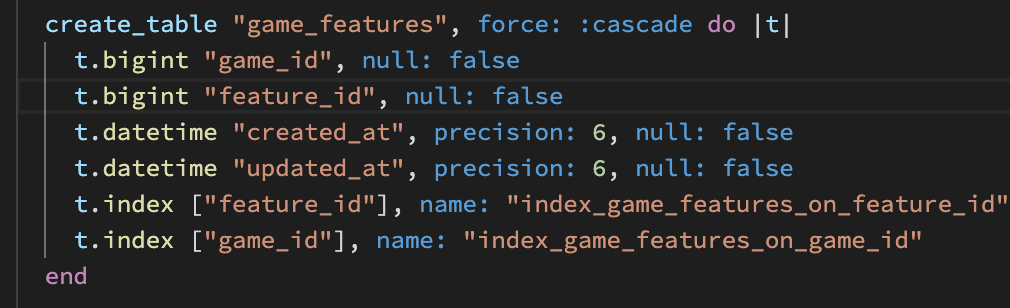 create_table "game_features", force: :cascade do |t|
t.bigint "game_id", null: false
t.bigint "feature_id", null: false
t.datetime "created_at", precision: 6, null: false
t.datetime "updated_at", precision: 6, null: false
t.index ["feature_id"], name: "index_game_features_on_feature_id"
t.index ["game_id"], name: "index_game_features_on_game_id"
end